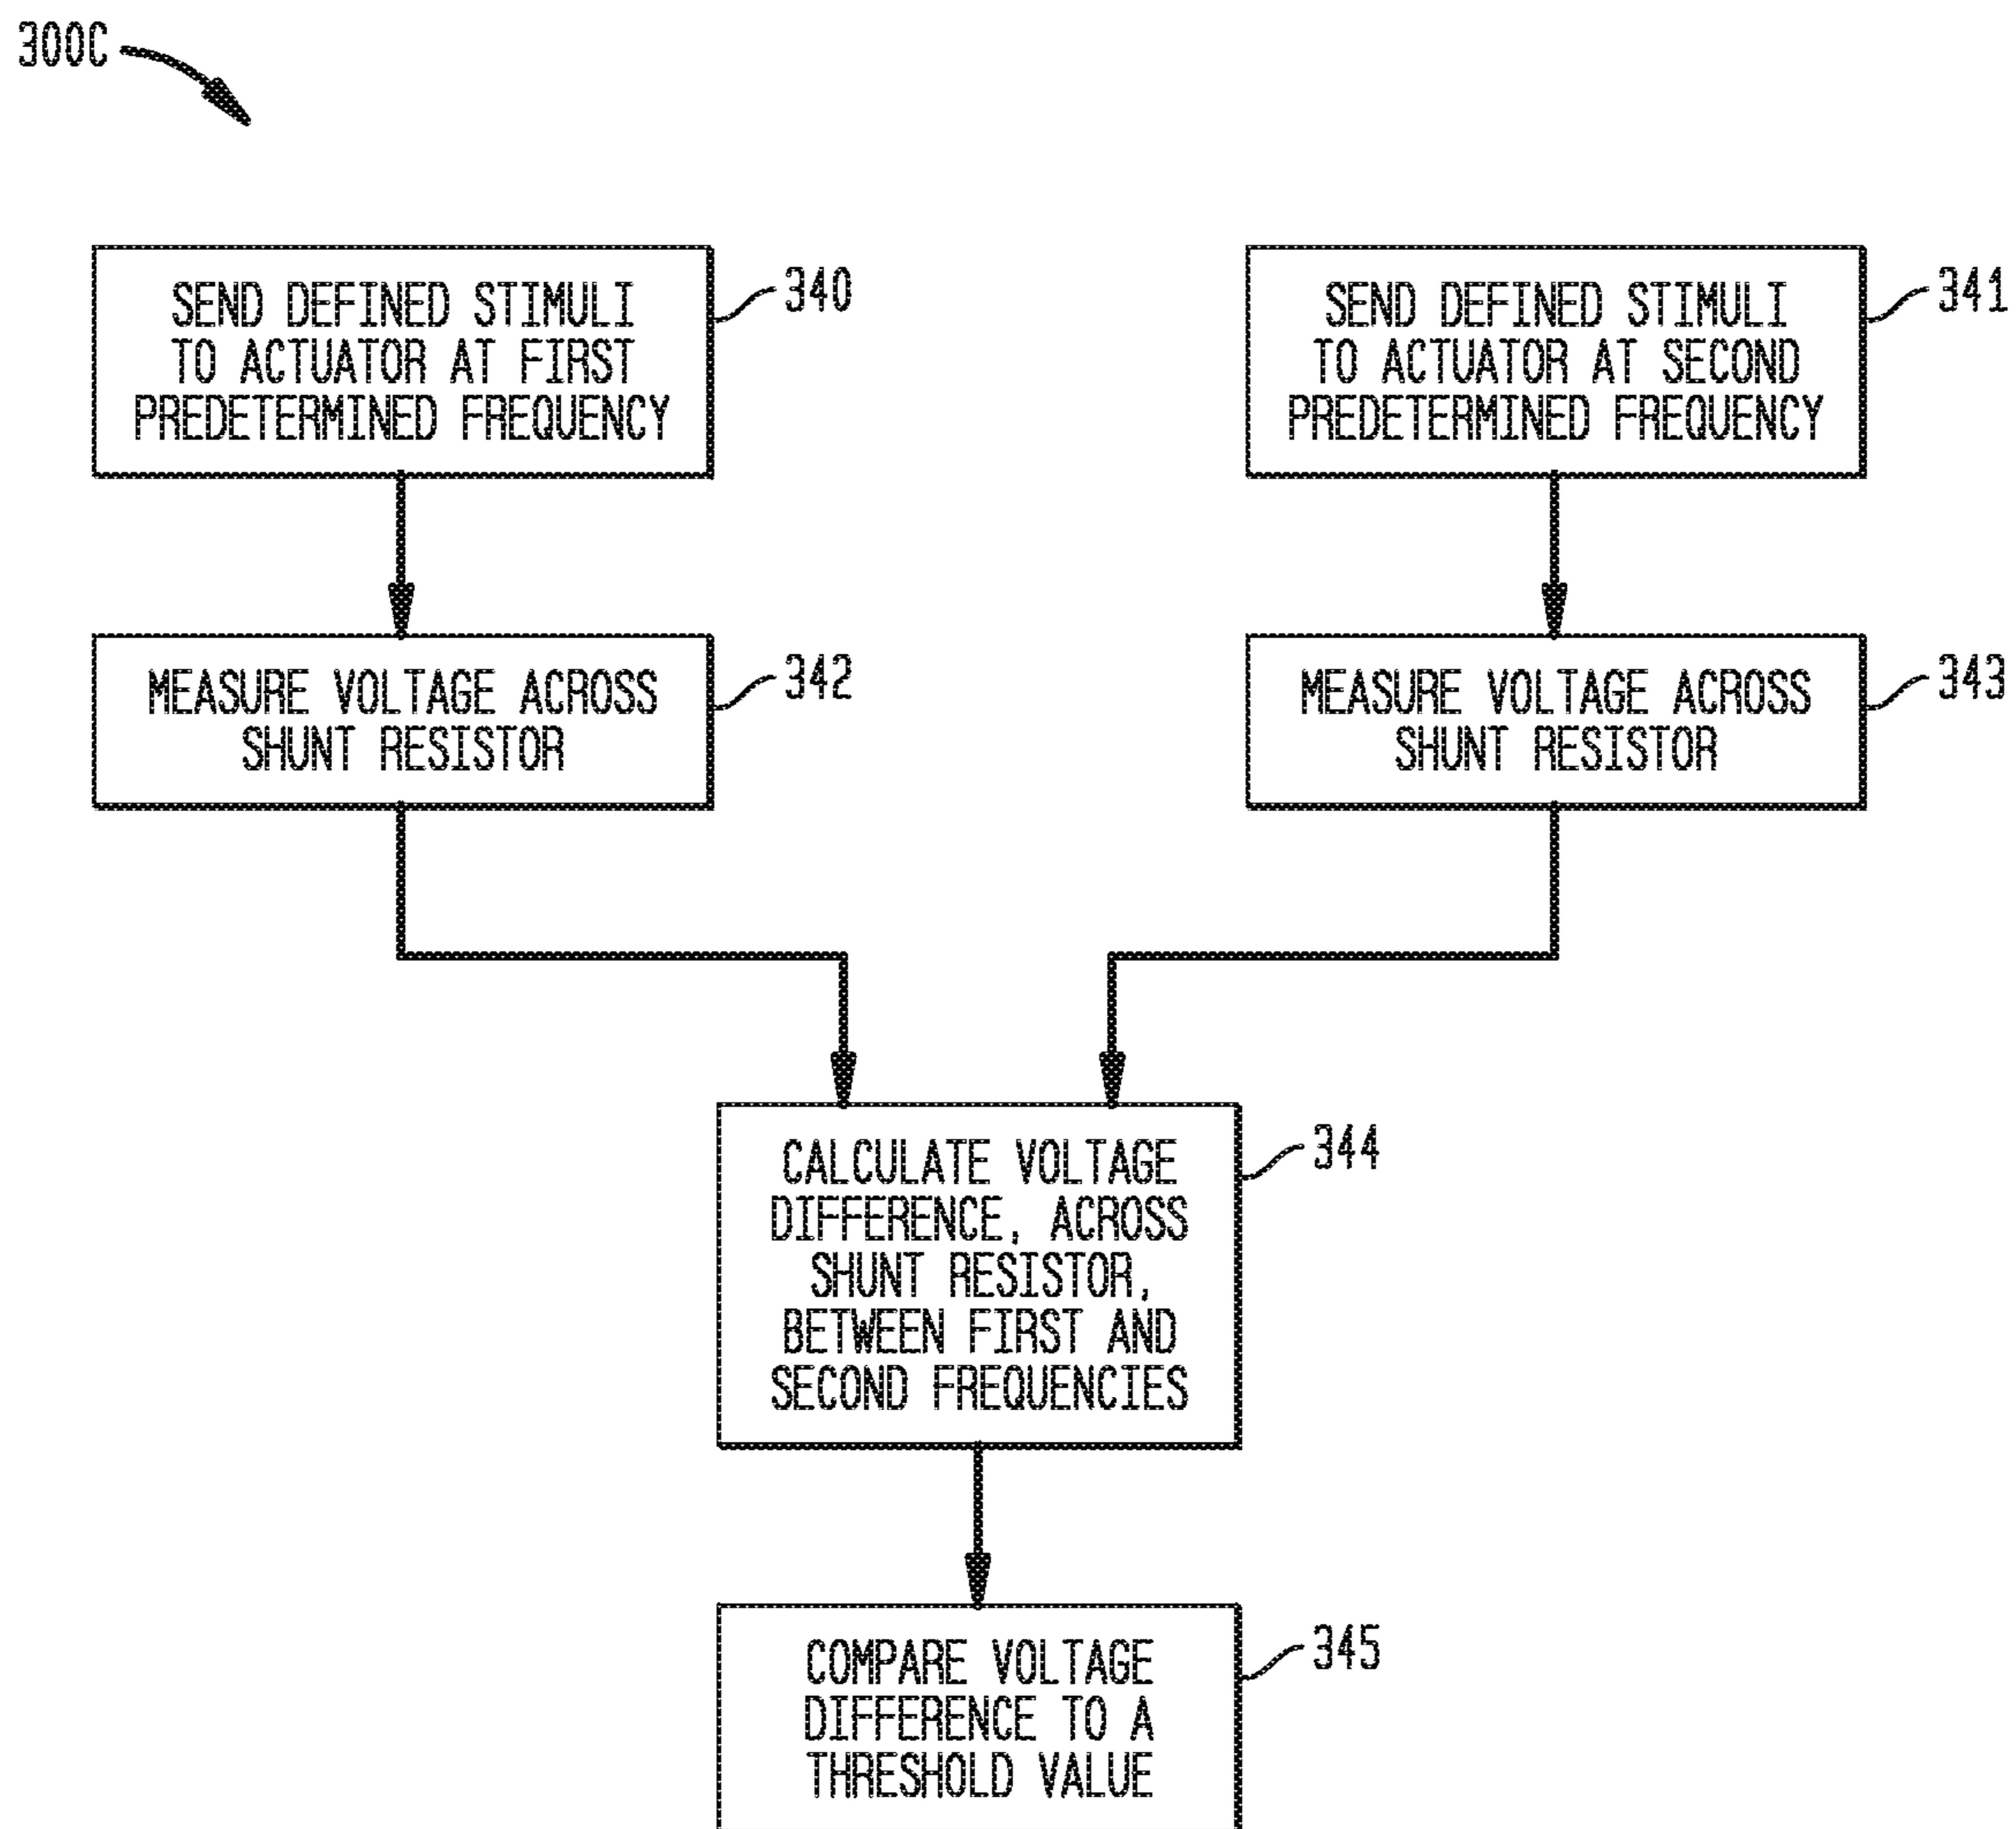 300C
SEND DEFINED STIMULI
TO ACTUATOR AT FIRST
PREDETERMINED FREQUENCY
340
SEND DEFINED STIMULI
TO ACTUATOR AT SECOND
PREDETERMINED FREQUENCY
341
MEASURE VOLTAGE ACROSS
SHUNT RESISTOR
342
MEASURE VOLTAGE ACROSS
SHUNT RESISTOR
343
CALCULATE VOLTAGE
DIFFERENCE, ACROSS
SHUNT RESISTOR,
BETWEEN FIRST AND
SECOND FREQUENCIES
344
COMPARE VOLTAGE
DIFFERENCE TO A
THRESHOLD VALUE
345